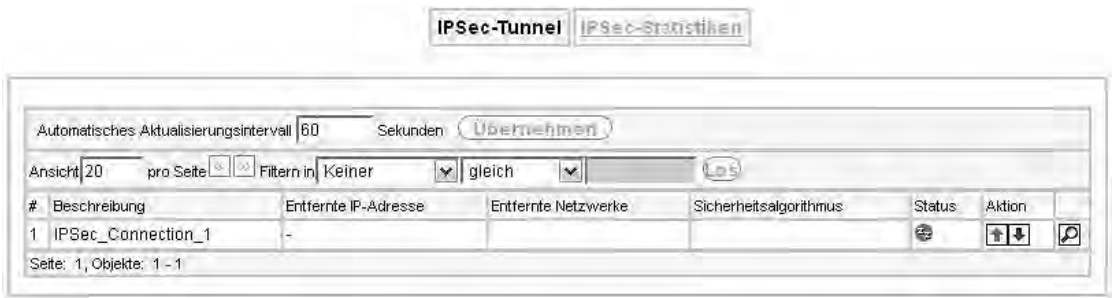 IPSec-Tunnel IPSec-Statistiken
Automatisches Aktualisierungsintervall 60 Sekunden Übernehmen
Ansicht 20 pro Seite << >> Filtern in Keiner gleich Los
# Beschreibung Entfernte IP-Adresse Entfernte Netzwerke Sicherheitsalgorithmus Status Aktion
1 IPSec_Connection_1 -
Seite: 1, Objekte: 1 - 1